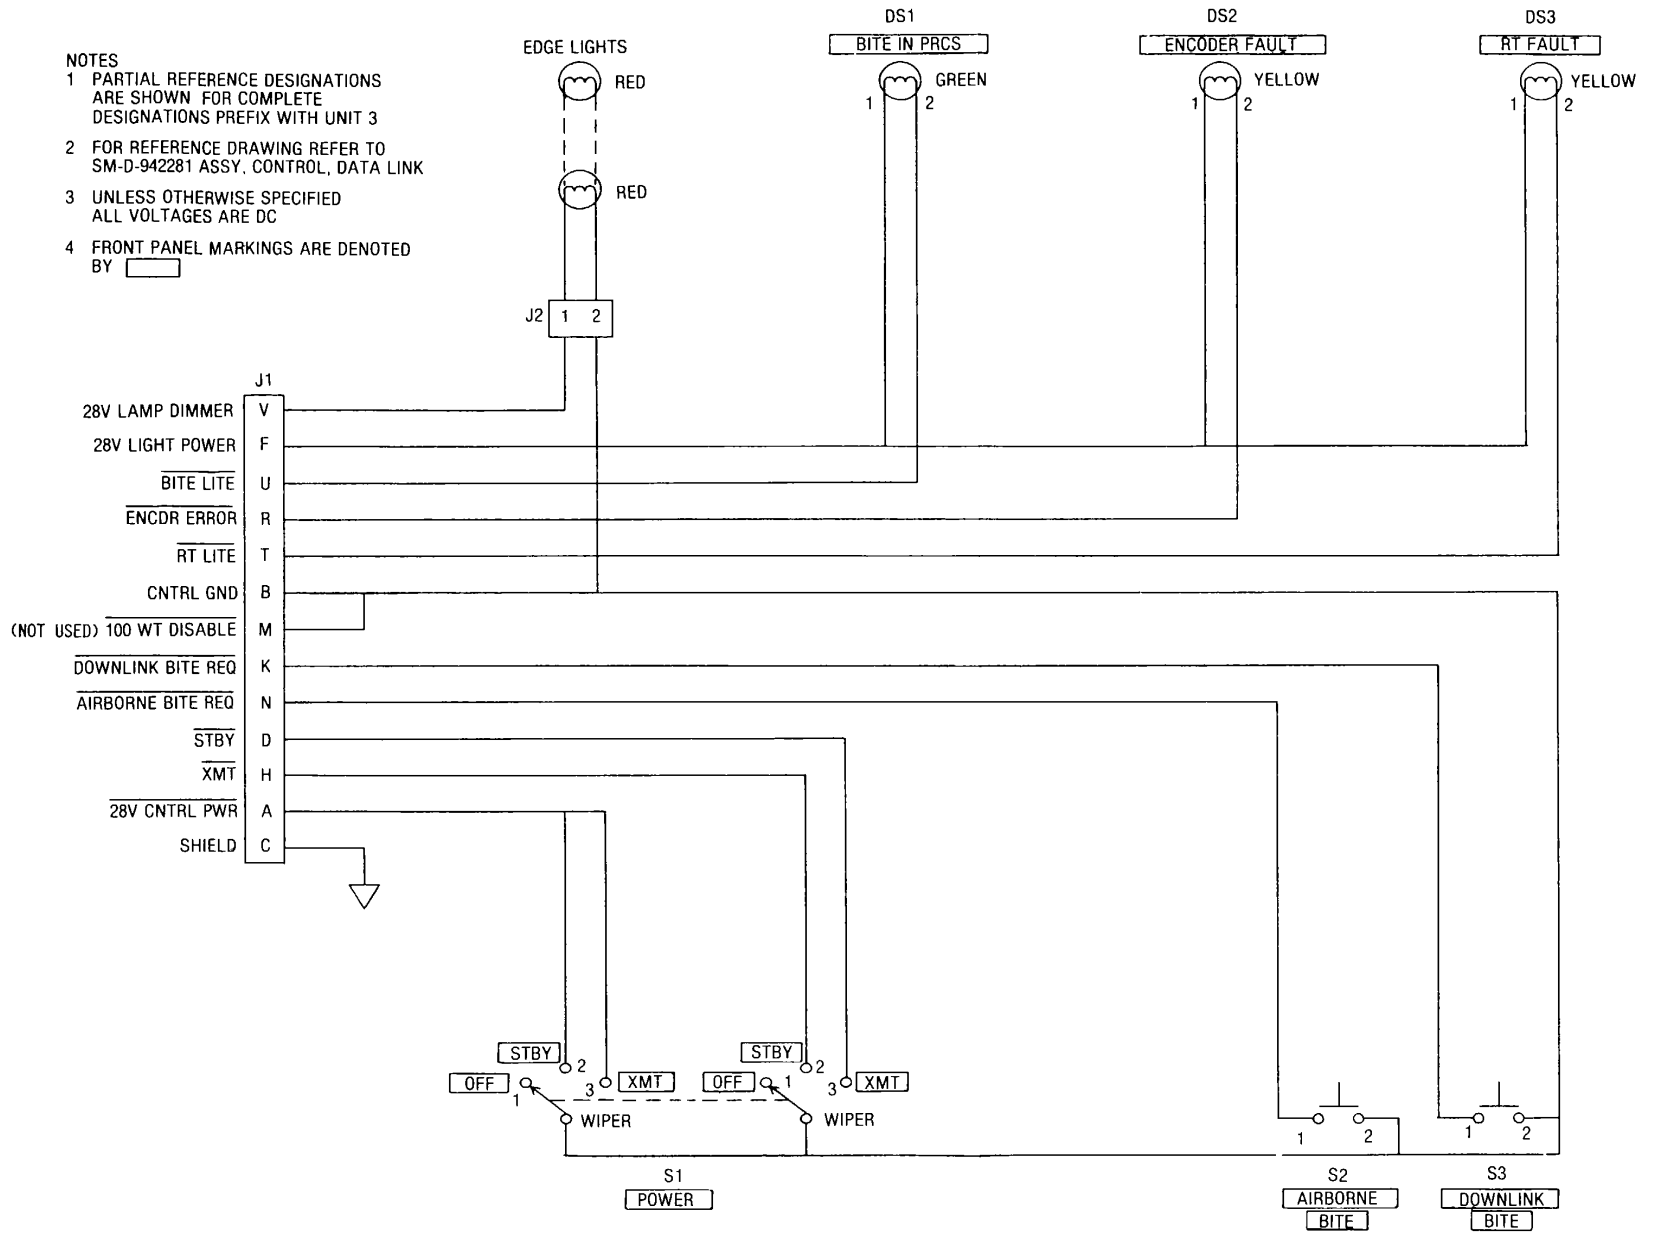 NOTES
1 PARTIAL REFERENCE DESIGNATIONS
ARE SHOWN FOR COMPLETE
DESIGNATIONS PREFIX WITH UNIT 3
2 FOR REFERENCE DRAWING REFER TO
SM-D-942281 ASSY, CONTROL, DATA LINK
3 UNLESS OTHERWISE SPECIFIED
ALL VOLTAGES ARE DC
4 FRONT PANEL MARKINGS ARE DENOTED
BY
EDGE LIGHTS
RED
RED
J2 1 2
DS1
BITE IN PRCS
GREEN
1 2
DS2
ENCODER FAULT
YELLOW
1 2
DS3
RT FAULT
YELLOW
1 2
J1
28V LAMP DIMMER V
28V LIGHT POWER F
BITE LITE U
ENCDR ERROR R
RT LITE T
CNTRL GND B
(NOT USED) 100 WT DISABLE M
DOWNLINK BITE REQ K
AIRBORNE BITE REQ N
STBY D
XMT H
28V CNTRL PWR A
SHIELD C
STBY 2
OFF 1
3 XMT
WIPER
STBY 2
OFF 1
3 XMT
WIPER
S1
POWER
1 2
S2
AIRBORNE
BITE
1 2
S3
DOWNLINK
BITE